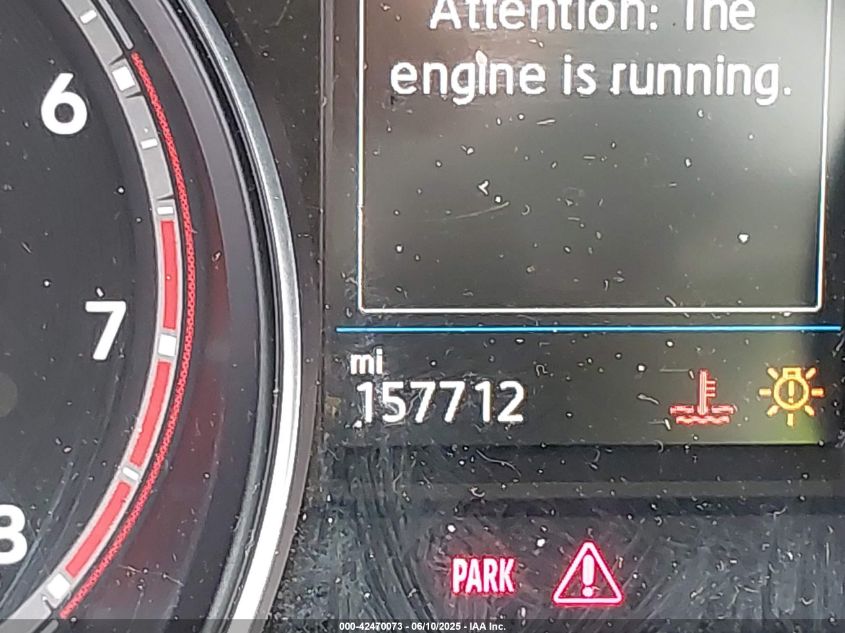 6
7
8
Attention: The
engine is running.
mi
157712
PARK
000-42470073 - 06/10/2025 - IAA Inc.